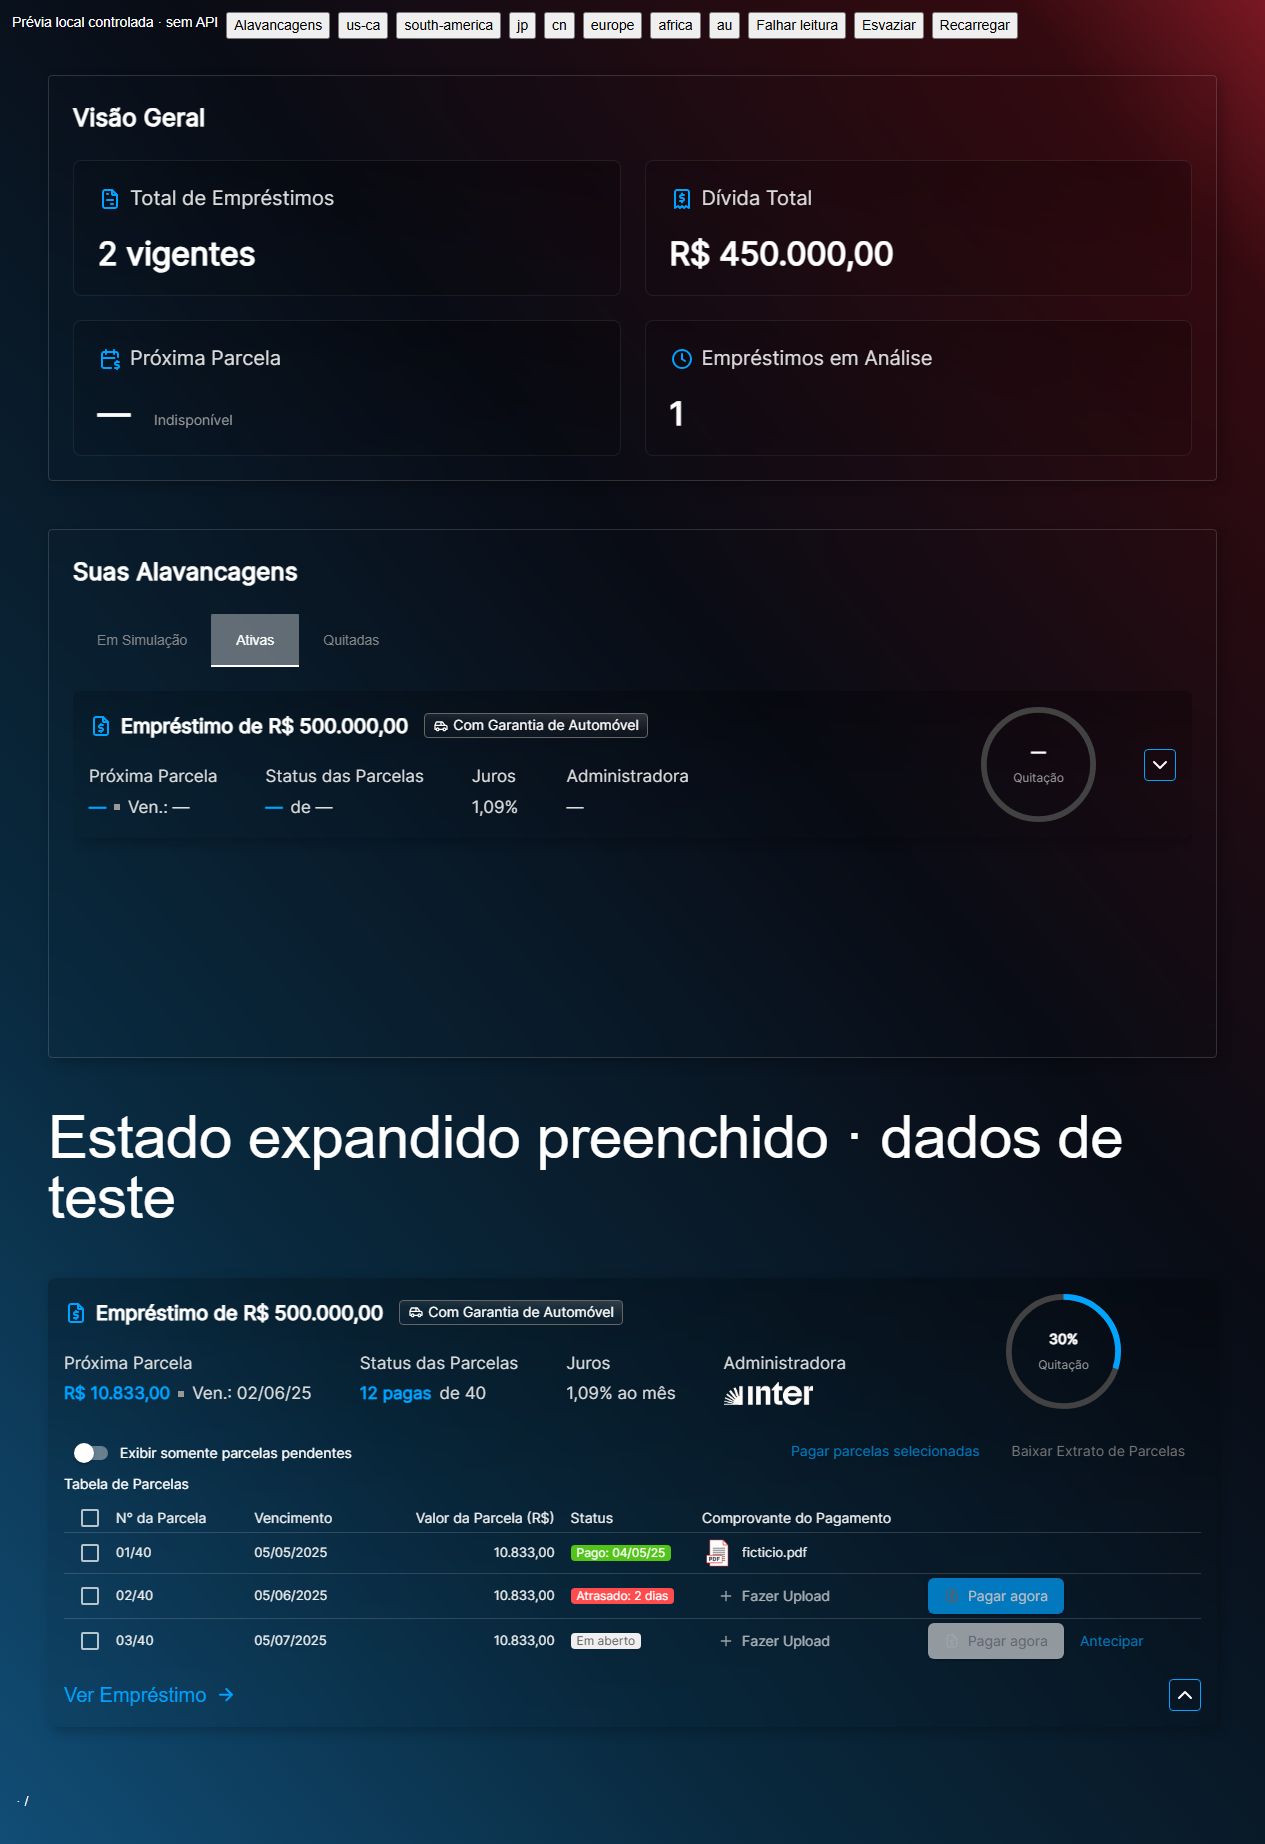 Prévia local controlada · sem API Alavancagens us-ca south-america jp cn europe africa au Falhar leitura Esvaziar Recarregar
Visão Geral
Total de Empréstimos
2 vigentes
Dívida Total
R$ 450.000,00
Próxima Parcela
— Indisponível
Empréstimos em Análise
1
Suas Alavancagens
Em Simulação Ativas Quitadas
Empréstimo de R$ 500.000,00 Com Garantia de Automóvel
Próxima Parcela Status das Parcelas Juros Administradora
— Ven.: — — de — 1,09% —
—
Quitação
Estado expandido preenchido · dados de
teste
Empréstimo de R$ 500.000,00 Com Garantia de Automóvel
Próxima Parcela Status das Parcelas Juros Administradora
R$ 10.833,00 Ven.: 02/06/25 12 pagas de 40 1,09% ao mês inter
30%
Quitação
Exibir somente parcelas pendentes Pagar parcelas selecionadas Baixar Extrato de Parcelas
Tabela de Parcelas
N° da Parcela Vencimento Valor da Parcela (R$) Status Comprovante do Pagamento
01/40 05/05/2025 10.833,00 Pago: 04/05/25 PDF ficticio.pdf
02/40 05/06/2025 10.833,00 Atrasado: 2 dias Fazer Upload Pagar agora
03/40 05/07/2025 10.833,00 Em aberto Fazer Upload Pagar agora Antecipar
Ver Empréstimo
· /